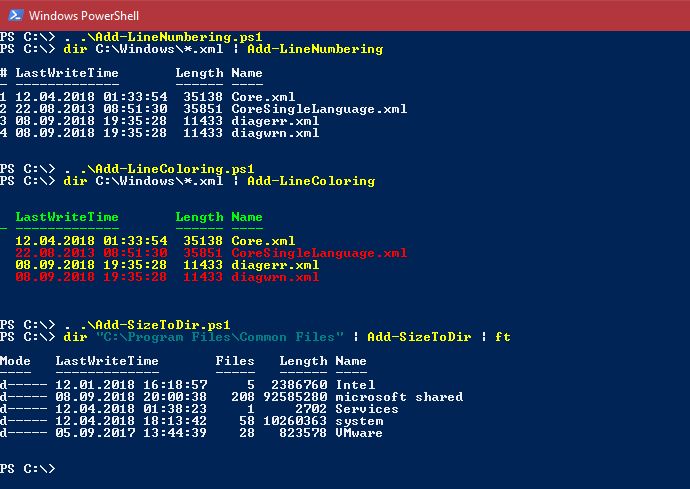 Windows PowerShell
PS C:\> . .\Add-LineNumbering.ps1
PS C:\> dir C:\Windows\*.xml | Add-LineNumbering
# LastWriteTime       Length Name
- -------------       ------ ----
1 12.04.2018 01:33:54  35138 Core.xml
2 22.08.2013 08:51:30  35851 CoreSingleLanguage.xml
3 08.09.2018 19:35:28  11433 diagerr.xml
4 08.09.2018 19:35:28  11433 diagwrn.xml
PS C:\> . .\Add-LineColoring.ps1
PS C:\> dir C:\Windows\*.xml | Add-LineColoring
  LastWriteTime       Length Name
- -------------       ------ ----
  12.04.2018 01:33:54  35138 Core.xml
  22.08.2013 08:51:30  35851 CoreSingleLanguage.xml
  08.09.2018 19:35:28  11433 diagerr.xml
  08.09.2018 19:35:28  11433 diagwrn.xml
PS C:\> . .\Add-SizeToDir.ps1
PS C:\> dir "C:\Program Files\Common Files" | Add-SizeToDir | ft
Mode   LastWriteTime       Files   Length Name
----   -------------       -----   ------ ----
d----- 12.01.2018 16:18:57     5  2386760 Intel
d----- 08.09.2018 20:00:38   208 92585280 microsoft shared
d----- 12.04.2018 01:38:23     1     2702 Services
d----- 12.04.2018 18:13:42    58 10260363 system
d----- 05.09.2017 13:44:39    28   823578 VMware
PS C:\>